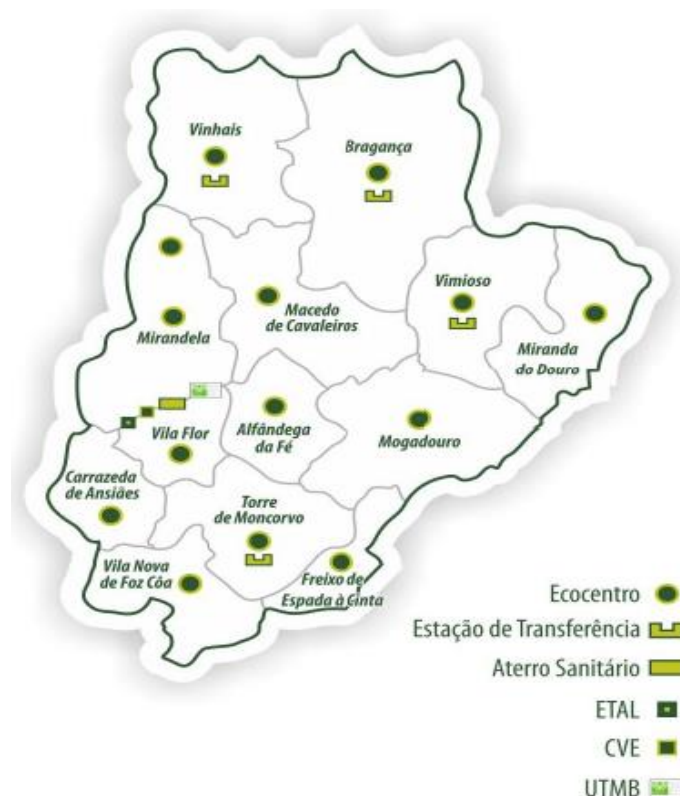 Vinhais
Bragança
Vimioso
Macedo
de Cavaleiros
Mirandela
Miranda
do Douro
Vila Flor
Alfândega
da Fé
Mogadouro
Carrazeda
de Ansiães
Torre
de Moncorvo
Vila Nova
de Foz Côa
Freixo de
Espada à Cinta
Ecocentro
Estação de Transferência
Aterro Sanitário
ETAL
CVE
UTMB